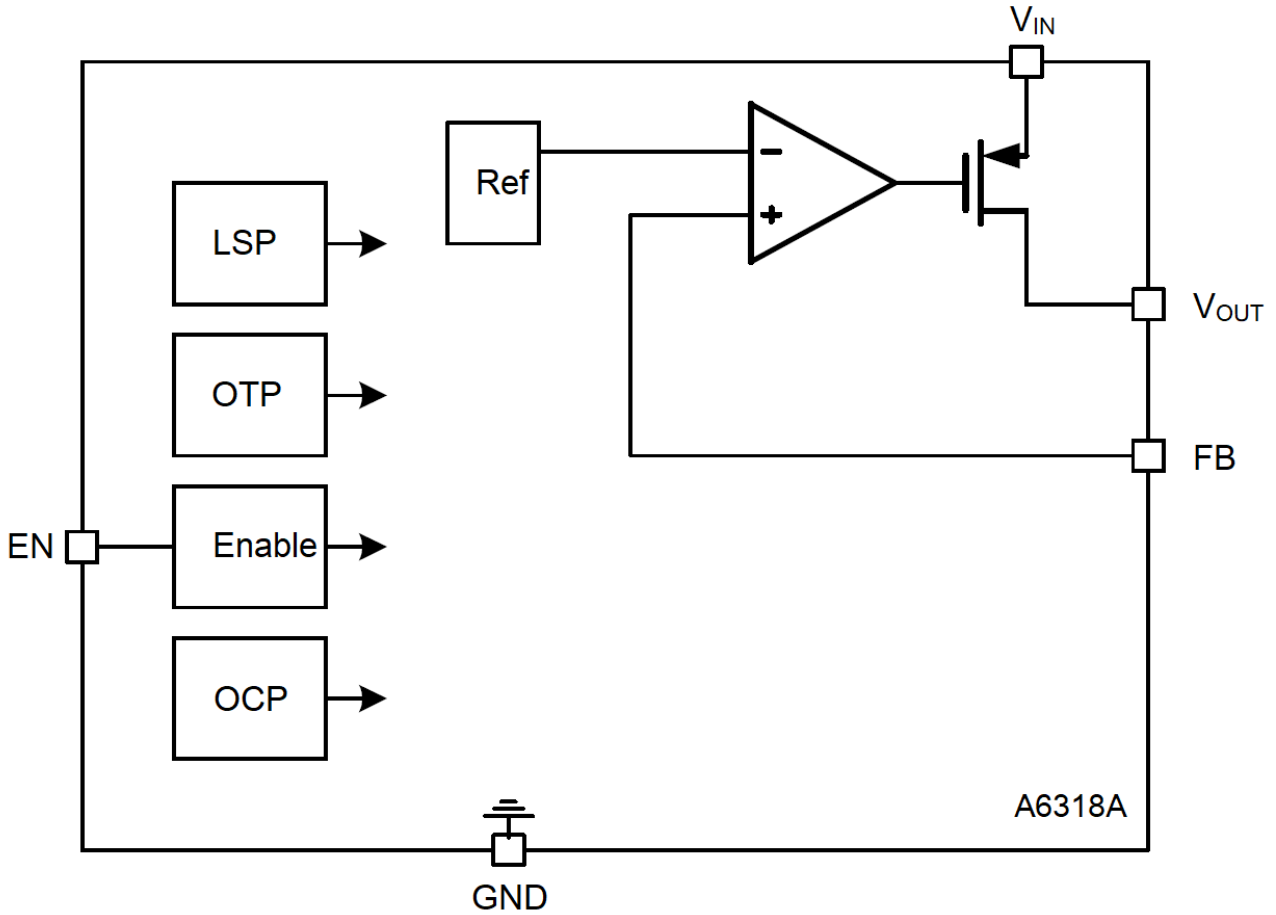 VIN
Ref
LSP
VOUT
OTP
FB
EN
Enable
OCP
A6318A
GND